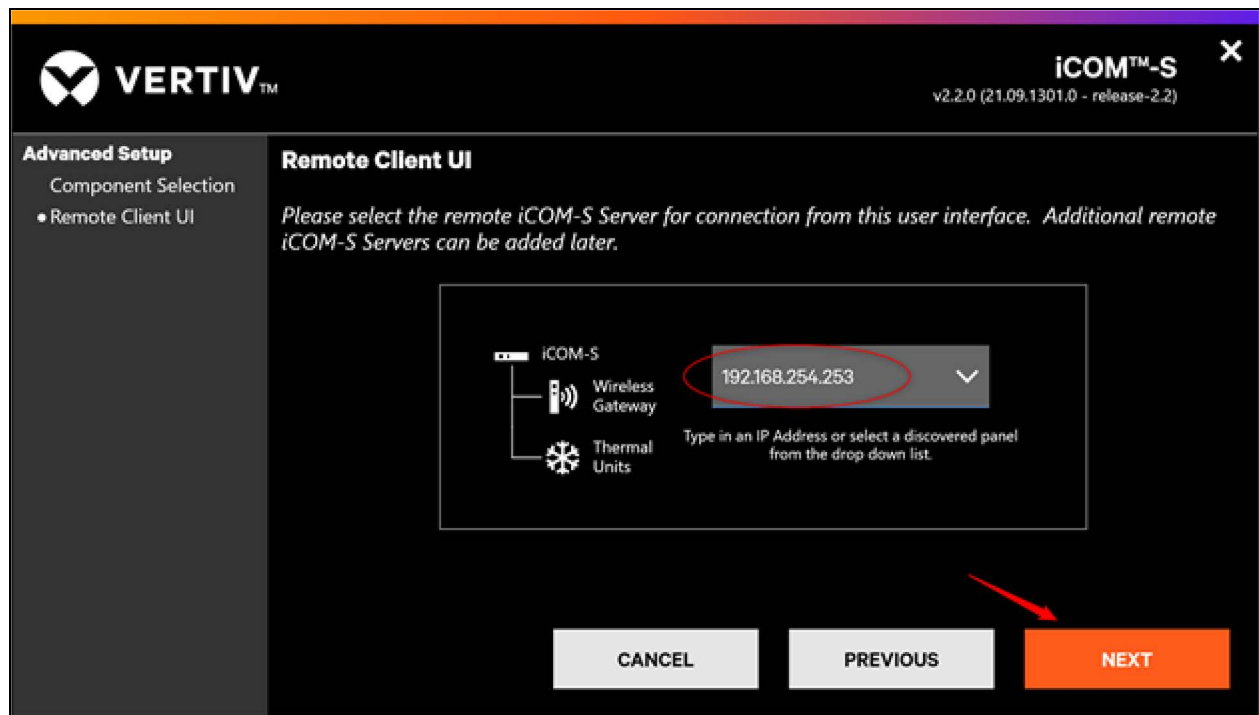 VERTIV™
iCOM™-S
v2.2.0 (21.09.1301.0 - release-2.2)
Advanced Setup
Component Selection
Remote Client UI
Remote Client UI
Please select the remote iCOM-S Server for connection from this user interface.  Additional remote
iCOM-S Servers can be added later.
iCOM-S
Wireless
Gateway
Thermal
Units
192.168.254.253
Type in an IP Address or select a discovered panel
from the drop down list.
CANCEL
PREVIOUS
NEXT